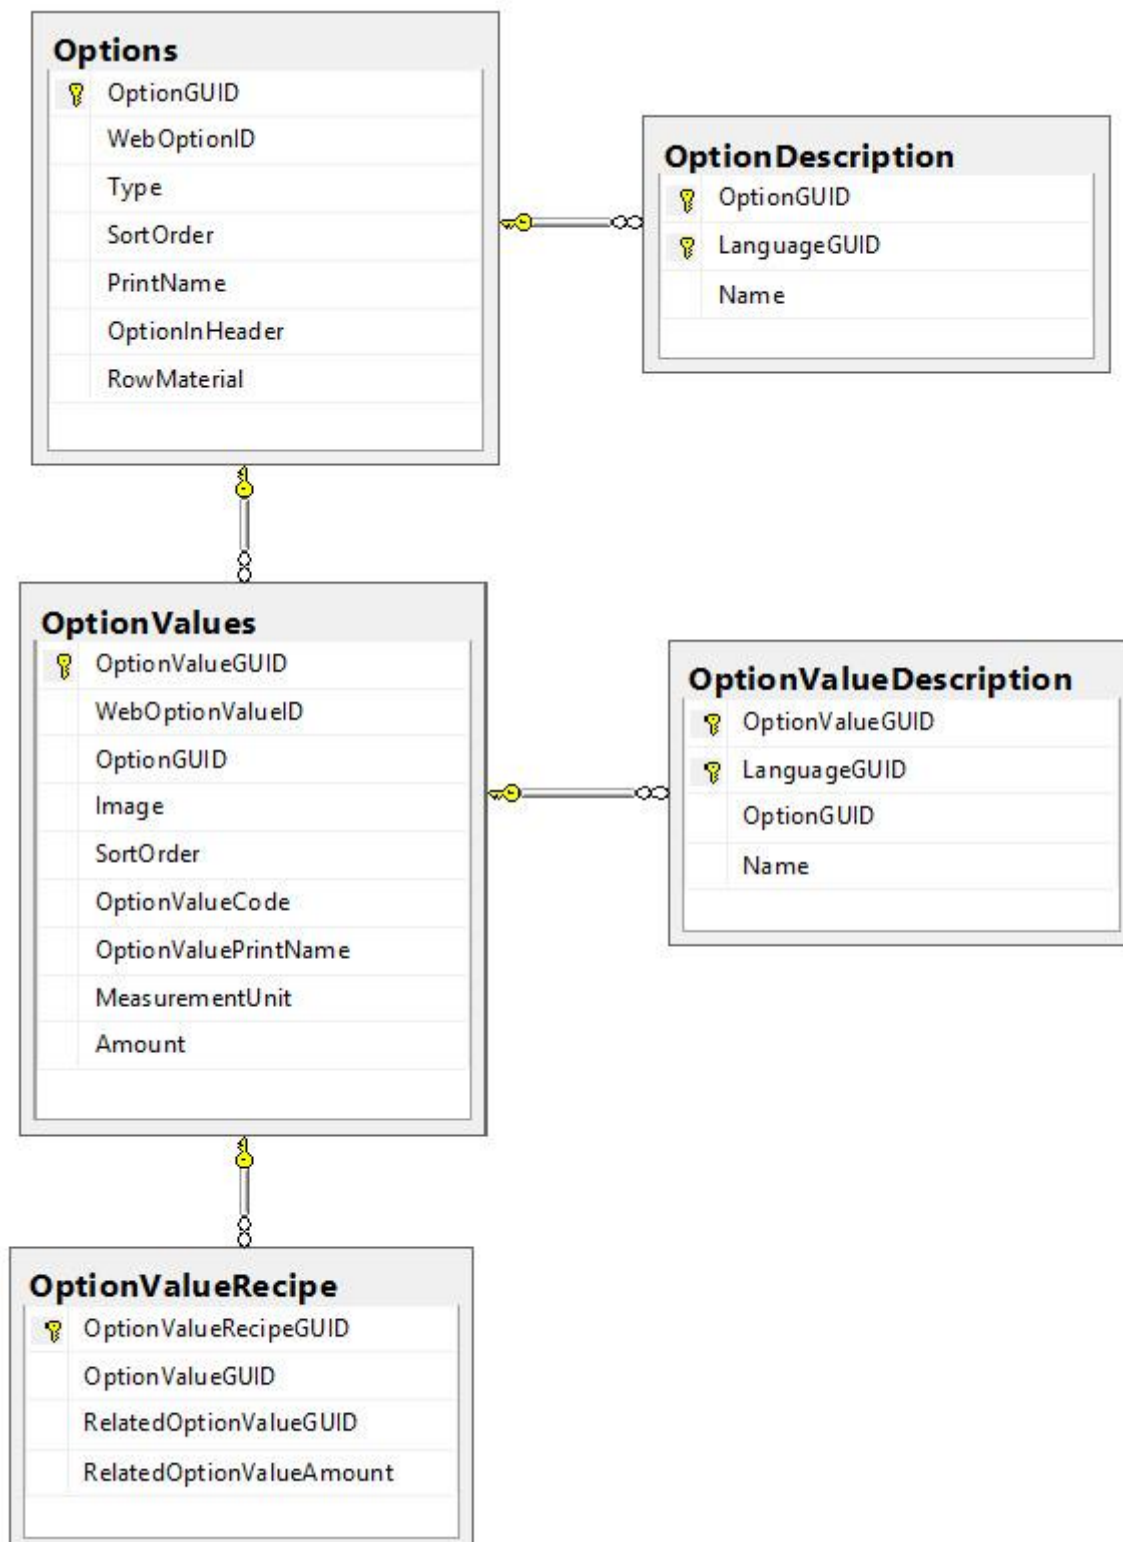 Options
OptionGUID
WebOptionID
Type
SortOrder
PrintName
OptionInHeader
RowMaterial
OptionDescription
OptionGUID
LanguageGUID
Name
OptionValues
OptionValueGUID
WebOptionValueID
OptionGUID
Image
SortOrder
OptionValueCode
OptionValuePrintName
MeasurementUnit
Amount
OptionValueDescription
OptionValueGUID
LanguageGUID
OptionGUID
Name
OptionValueRecipe
OptionValueRecipeGUID
OptionValueGUID
RelatedOptionValueGUID
RelatedOptionValueAmount